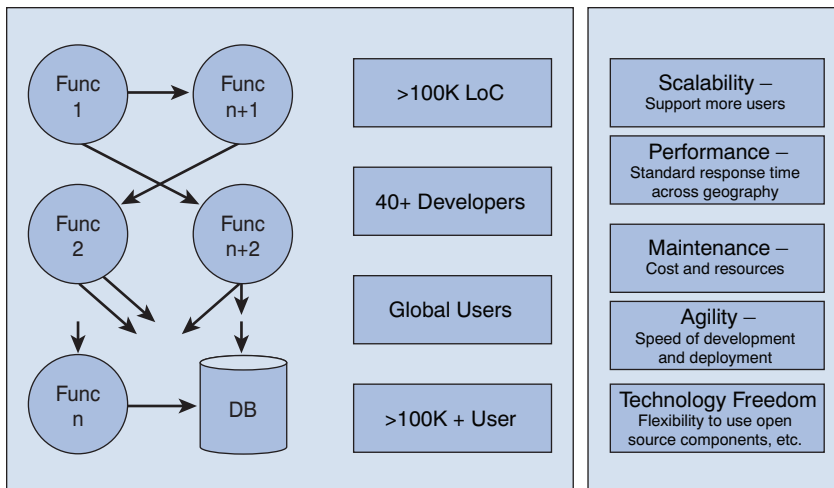 Func
1
Func
n+1
Func
2
Func
n+2
Func
n
DB
>100K LoC
40+ Developers
Global Users
>100K + User
Scalability –
Support more users
Performance –
Standard response time
across geography
Maintenance –
Cost and resources
Agility –
Speed of development
and deployment
Technology Freedom
Flexibility to use open
source components, etc.